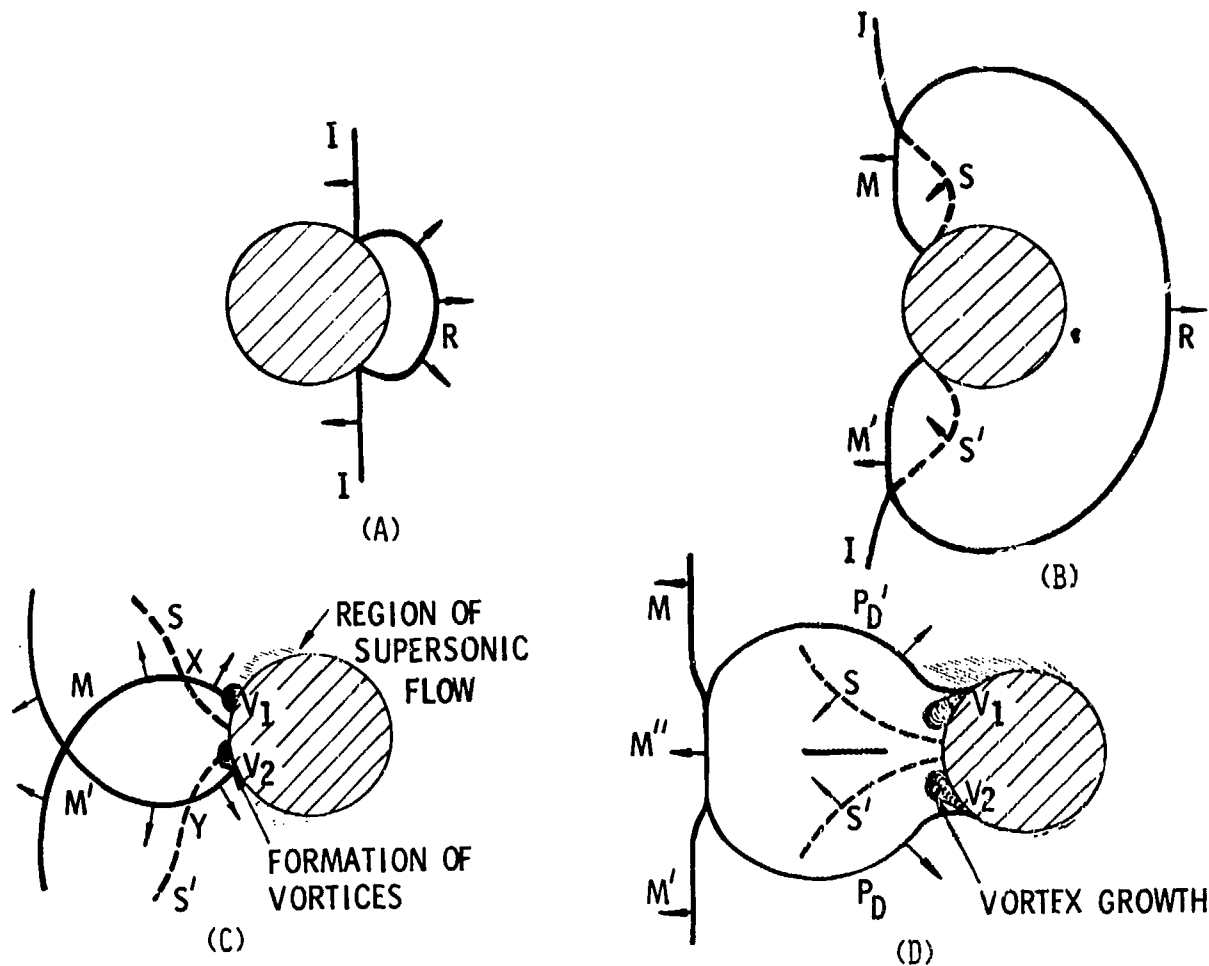 I
R
I
(A)
I
M
S
R
M'
S'
I
(B)
S
REGION OF
SUPERSONIC
FLOW
X
M
V1
V2
M'
Y
S'
FORMATION OF
VORTICES
(C)
M
PD'
S
V1
M"
V2
S'
M'
PD
VORTEX GROWTH
(D)